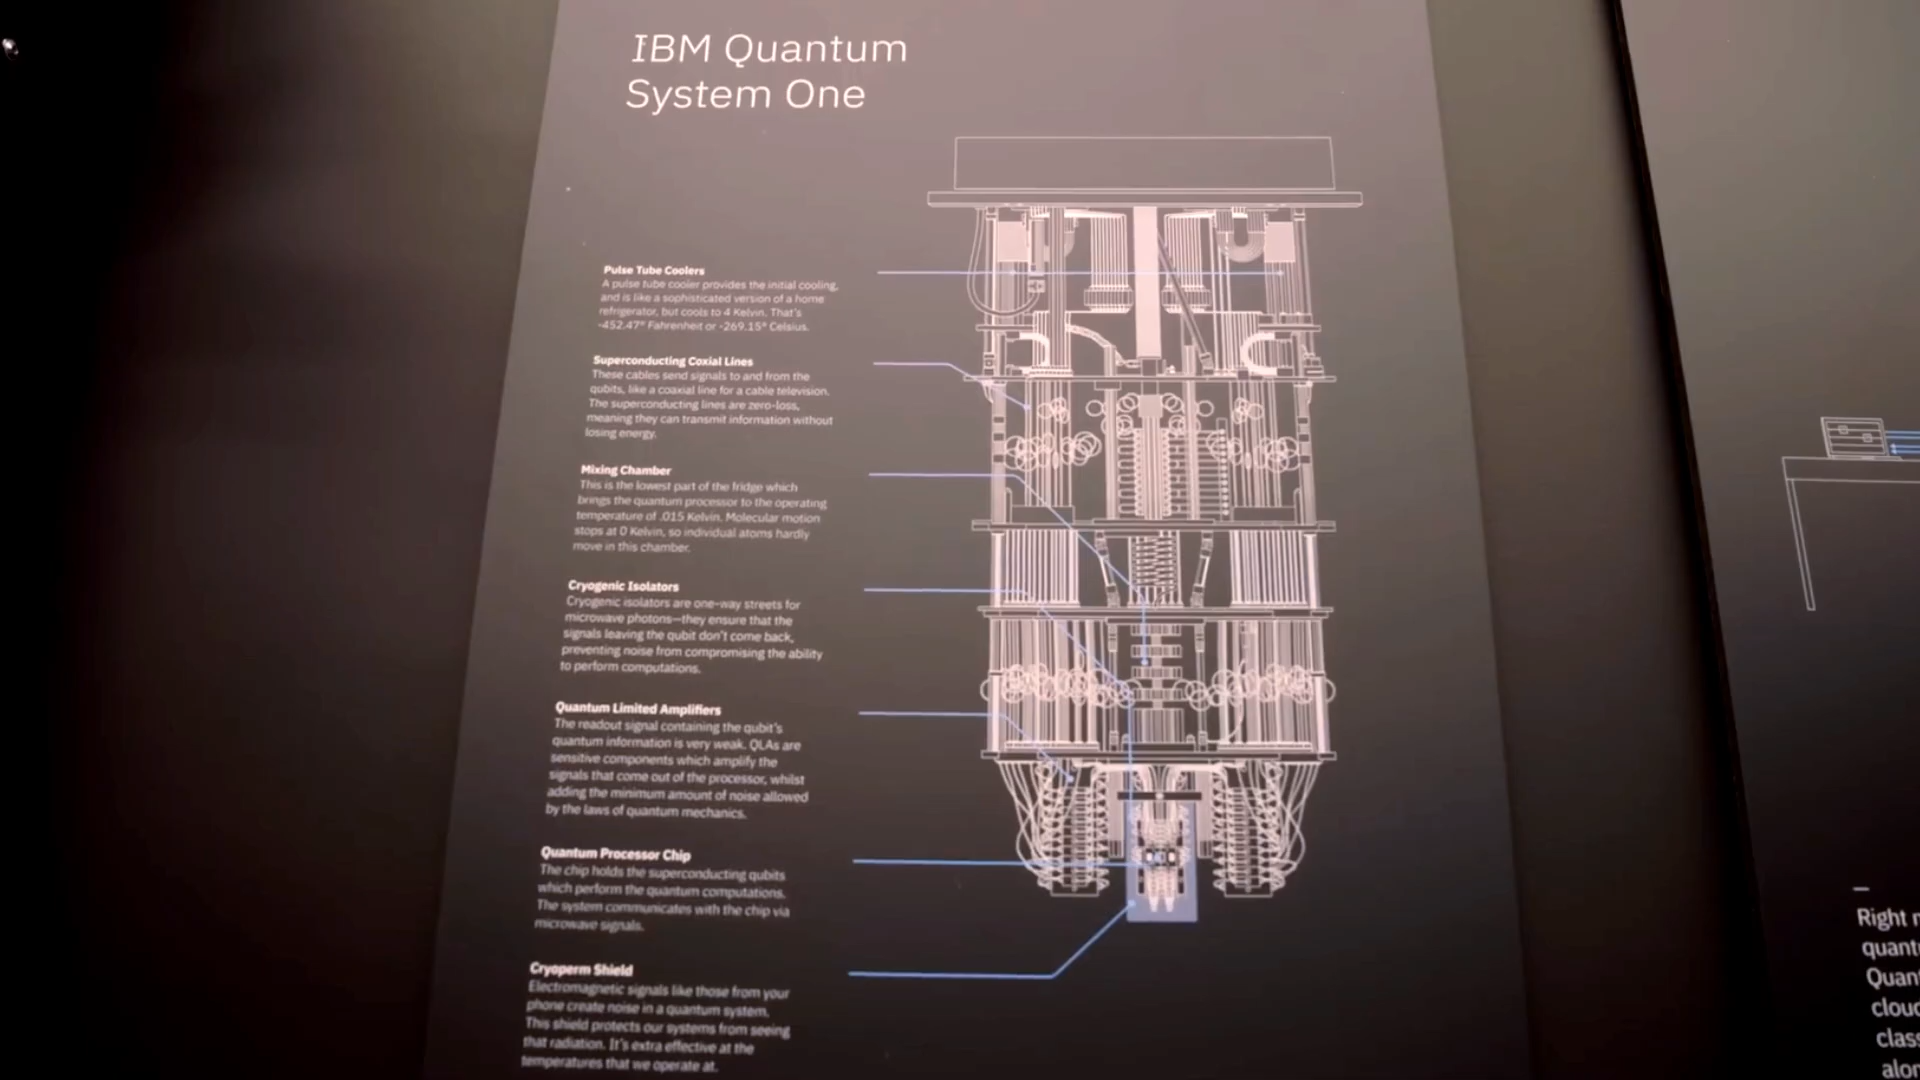 IBM Quantum
System One
Pulse Tube Coolers
A pulse tube cooler provides the initial cooling,
and is like a sophisticated version of a home
refrigerator, but cools to 4 Kelvin. That's
-452.47° Fahrenheit or -269.15° Celsius.
Superconducting Coxial Lines
These cables send signals to and from the
qubits, like a coaxial line for a cable television.
The superconducting lines are zero-loss,
meaning they can transmit information without
losing energy.
Mixing Chamber
This is the lowest part of the fridge which
brings the quantum processor to the operating
temperature of .015 Kelvin. Molecular motion
stops at 0 Kelvin, so individual atoms hardly
move in this chamber.
Cryogenic Isolators
Cryogenic isolators are one-way streets for
microwave photons—they ensure that the
signals leaving the qubit don't come back,
preventing noise from compromising the ability
to perform computations.
Quantum Limited Amplifiers
The readout signal containing the qubit's
quantum information is very weak. QLAs are
sensitive components which amplify the
signals that come out of the processor, whilst
adding the minimum amount of noise allowed
by the laws of quantum mechanics.
Quantum Processor Chip
The chip holds the superconducting qubits
which perform the quantum computations.
The system communicates with the chip via
microwave signals.
Cryoperm Shield
Electromagnetic signals like those from your
phone create noise in a quantum system.
This shield protects our systems from seeing
that radiation. It's extra effective at the
temperatures that we operate at.
Right